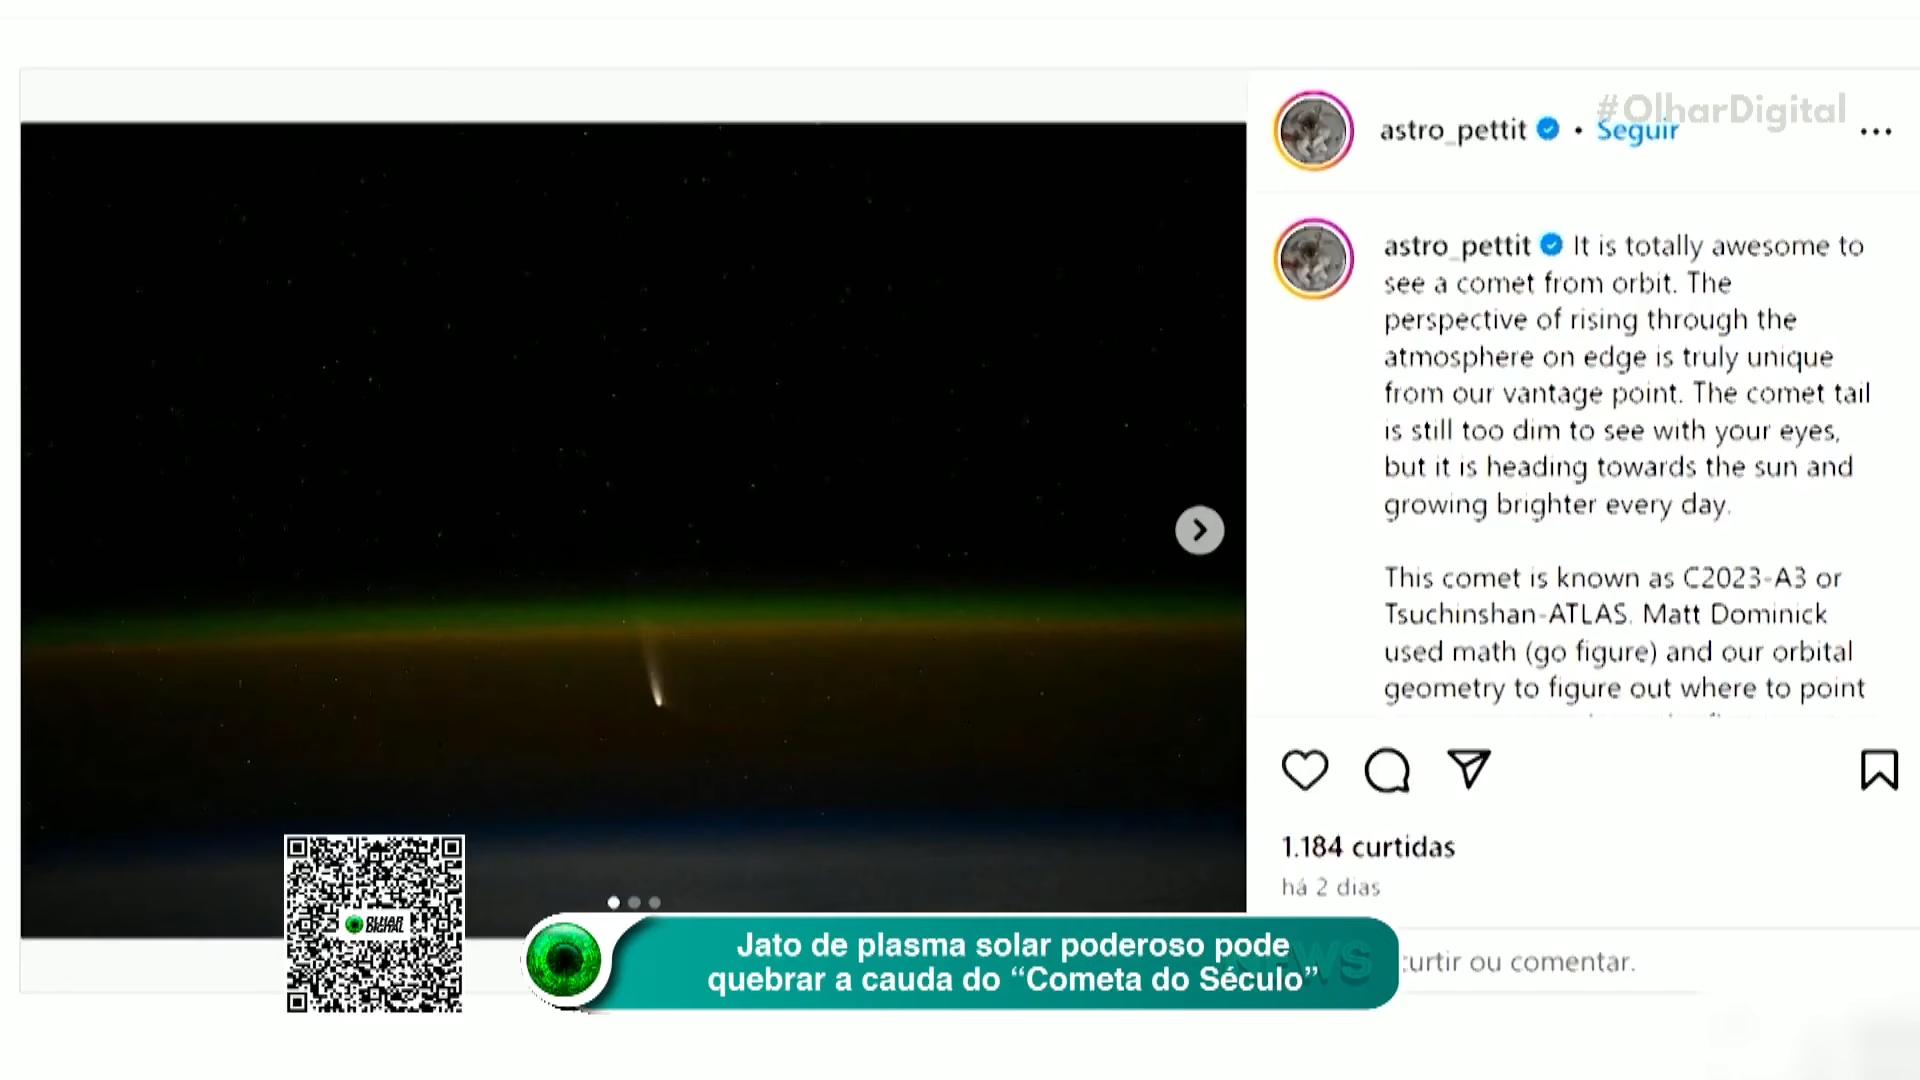 #OlharDigital
astro_pettit • Seguir
astro_pettit It is totally awesome to
see a comet from orbit. The
perspective of rising through the
atmosphere on edge is truly unique
from our vantage point. The comet tail
is still too dim to see with your eyes,
but it is heading towards the sun and
growing brighter every day.
This comet is known as C2023-A3 or
Tsuchinshan-ATLAS. Matt Dominick
used math (go figure) and our orbital
geometry to figure out where to point
1.184 curtidas
há 2 dias
curtir ou comentar.
OLHAR
DIGITAL
Jato de plasma solar poderoso pode
quebrar a cauda do “Cometa do Século”